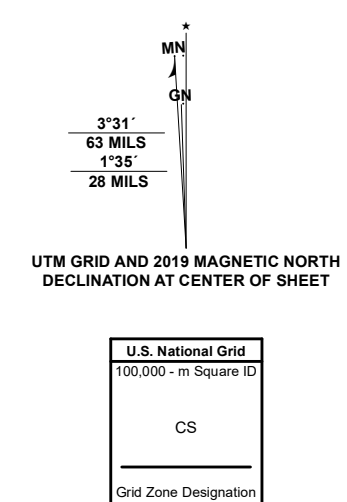 MN
GN
3°31´
63 MILS
1°35´
28 MILS
UTM GRID AND 2019 MAGNETIC NORTH
DECLINATION AT CENTER OF SHEET
U.S. National Grid
100,000 - m Square ID
CS
Grid Zone Designation